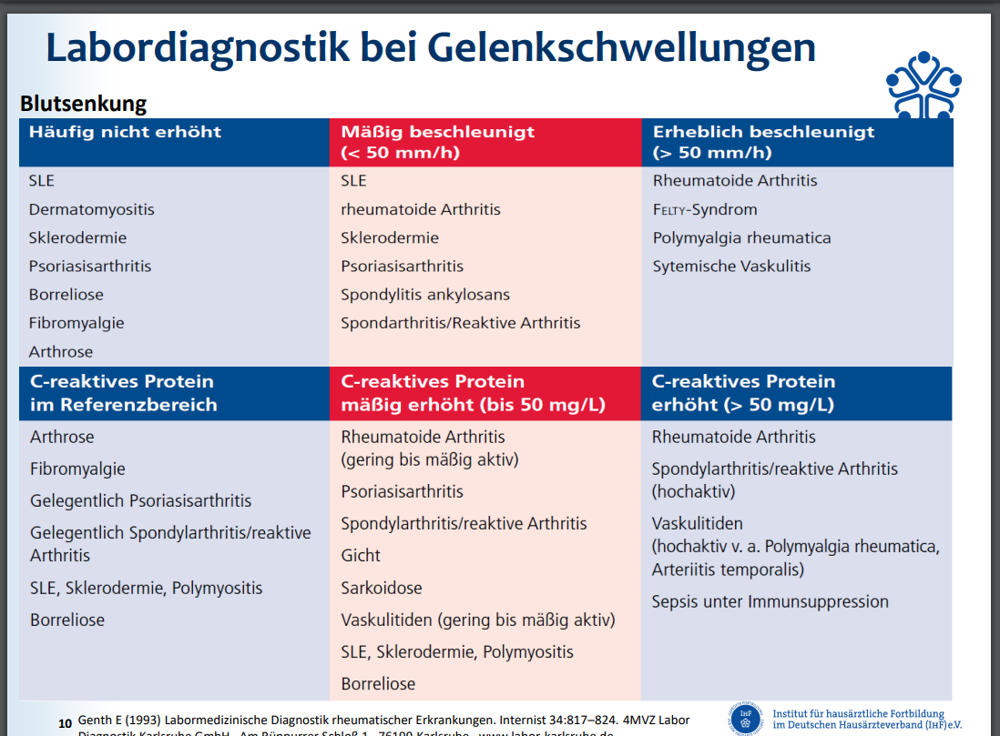 Labordiagnostik bei Gelenkschwellungen
Blutsenkung
Häufig nicht erhöht
Mäßig beschleunigt
(< 50 mm/h)
Erheblich beschleunigt
(> 50 mm/h)
SLE
Dermatomyositis
Sklerodermie
Psoriasisarthritis
Borreliose
Fibromyalgie
Arthrose
SLE
rheumatoide Arthritis
Sklerodermie
Psoriasisarthritis
Spondylitis ankylosans
Spondarthritis/Reaktive Arthritis
Rheumatoide Arthritis
FELTY-Syndrom
Polymyalgia rheumatica
Sytemische Vaskulitis
C-reaktives Protein
im Referenzbereich
C-reaktives Protein
mäßig erhöht (bis 50 mg/L)
C-reaktives Protein
erhöht (> 50 mg/L)
Arthrose
Fibromyalgie
Gelegentlich Psoriasisarthritis
Gelegentlich Spondylarthritis/reaktive
Arthritis
SLE, Sklerodermie, Polymyositis
Borreliose
Rheumatoide Arthritis
(gering bis mäßig aktiv)
Psoriasisarthritis
Spondylarthritis/reaktive Arthritis
Gicht
Sarkoidose
Vaskulitiden (gering bis mäßig aktiv)
SLE, Sklerodermie, Polymyositis
Borreliose
Rheumatoide Arthritis
Spondylarthritis/reaktive Arthritis
(hochaktiv)
Vaskulitiden
(hochaktiv v. a. Polymyalgia rheumatica,
Arteriitis temporalis)
Sepsis unter Immunsuppression
10 Genth E (1993) Labormedizinische Diagnostik rheumatischer Erkrankungen. Internist 34:817–824. 4MVZ Labor
Diagnostik Karlsruhe GmbH, Am Rüppurrer Schloß 1, 76199 Karlsruhe, www.labor-karlsruhe.de
IHF
Institut für hausärztliche Fortbildung
im Deutschen Hausärzteverband (IHF) e.V.